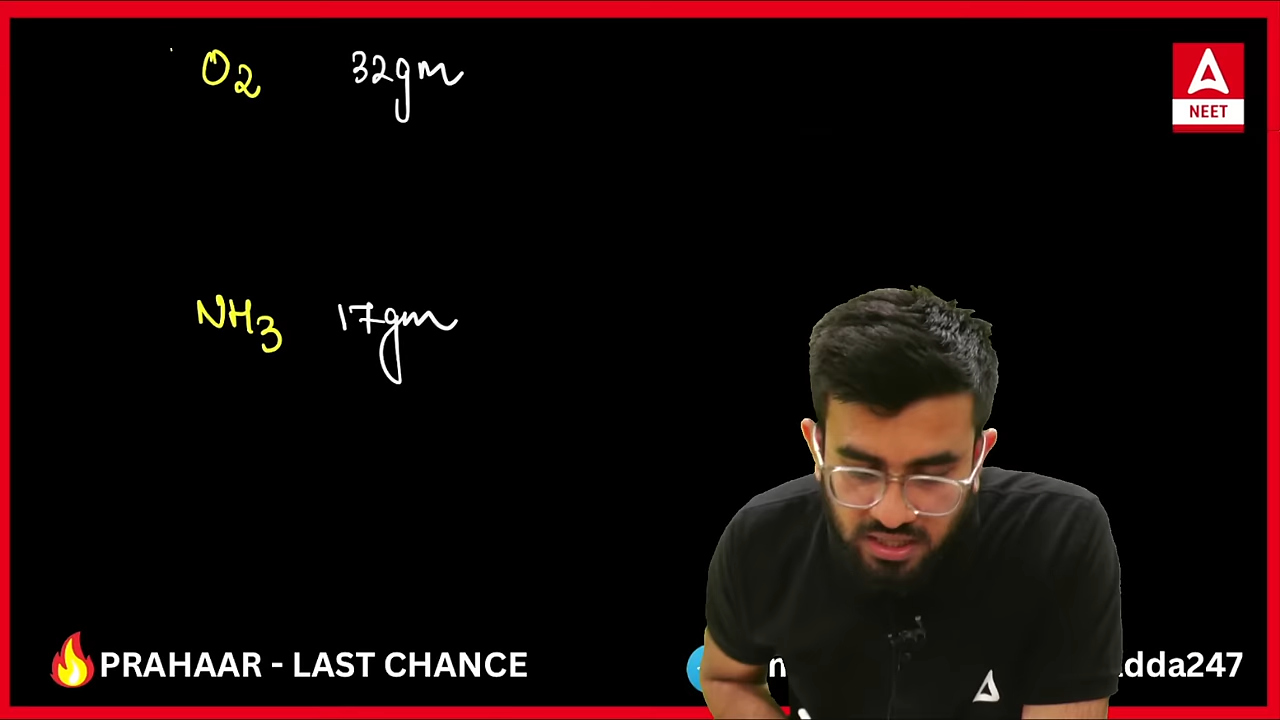 O2 32gm
NEET
NH3 17gm
PRAHAAR - LAST CHANCE
dda247